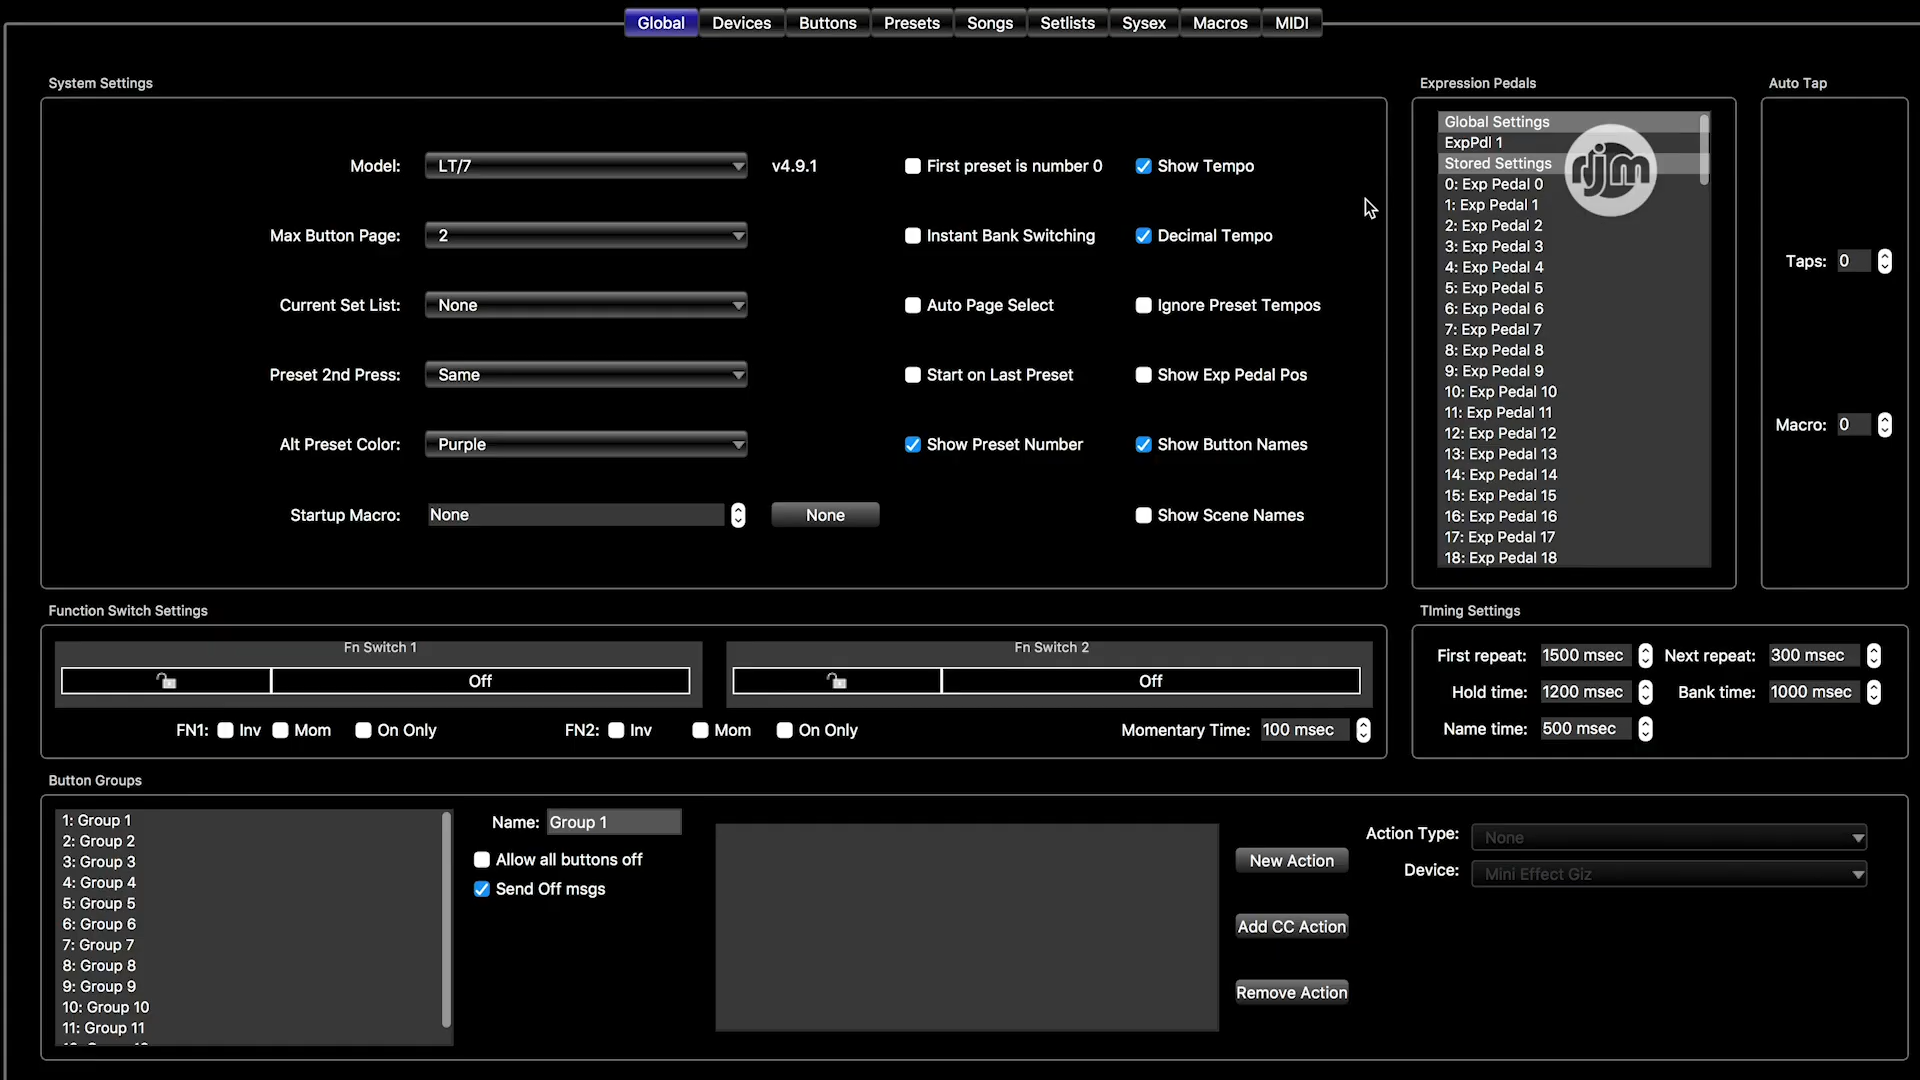 Global Devices Buttons Presets Songs Setlists Sysex Macros MIDI
System Settings
Model: LT/7 v4.9.1
Max Button Page: 2
Current Set List: None
Preset 2nd Press: Same
Alt Preset Color: Purple
Startup Macro: None None
First preset is number 0
Instant Bank Switching
Auto Page Select
Start on Last Preset
Show Preset Number
Show Tempo
Decimal Tempo
Ignore Preset Tempos
Show Exp Pedal Pos
Show Button Names
Show Scene Names
Expression Pedals
Global Settings
ExpPdl 1
Stored Settings
0: Exp Pedal 0
1: Exp Pedal 1
2: Exp Pedal 2
3: Exp Pedal 3
4: Exp Pedal 4
5: Exp Pedal 5
6: Exp Pedal 6
7: Exp Pedal 7
8: Exp Pedal 8
9: Exp Pedal 9
10: Exp Pedal 10
11: Exp Pedal 11
12: Exp Pedal 12
13: Exp Pedal 13
14: Exp Pedal 14
15: Exp Pedal 15
16: Exp Pedal 16
17: Exp Pedal 17
18: Exp Pedal 18
rjm
Auto Tap
Taps: 0
Macro: 0
Function Switch Settings
Fn Switch 1
Off
Fn Switch 2
Off
FN1: Inv Mom On Only
FN2: Inv Mom On Only
Momentary Time: 100 msec
TIming Settings
First repeat: 1500 msec Next repeat: 300 msec
Hold time: 1200 msec Bank time: 1000 msec
Name time: 500 msec
Button Groups
1: Group 1
2: Group 2
3: Group 3
4: Group 4
5: Group 5
6: Group 6
7: Group 7
8: Group 8
9: Group 9
10: Group 10
11: Group 11
Name: Group 1
Allow all buttons off
Send Off msgs
New Action
Add CC Action
Remove Action
Action Type: None
Device: Mini Effect Giz